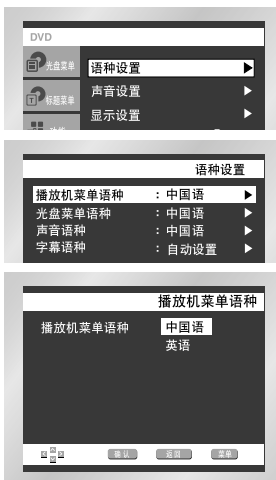 DVD
光盘菜单
语种设置
标题菜单
声音设置
显示设置
功能
语种设置
播放机菜单语种 : 中国语
光盘菜单语种 : 中国语
声音语种 : 中国语
字幕语种 : 自动设置
播放机菜单语种
播放机菜单语种 中国语
英语
确认 返回 菜单